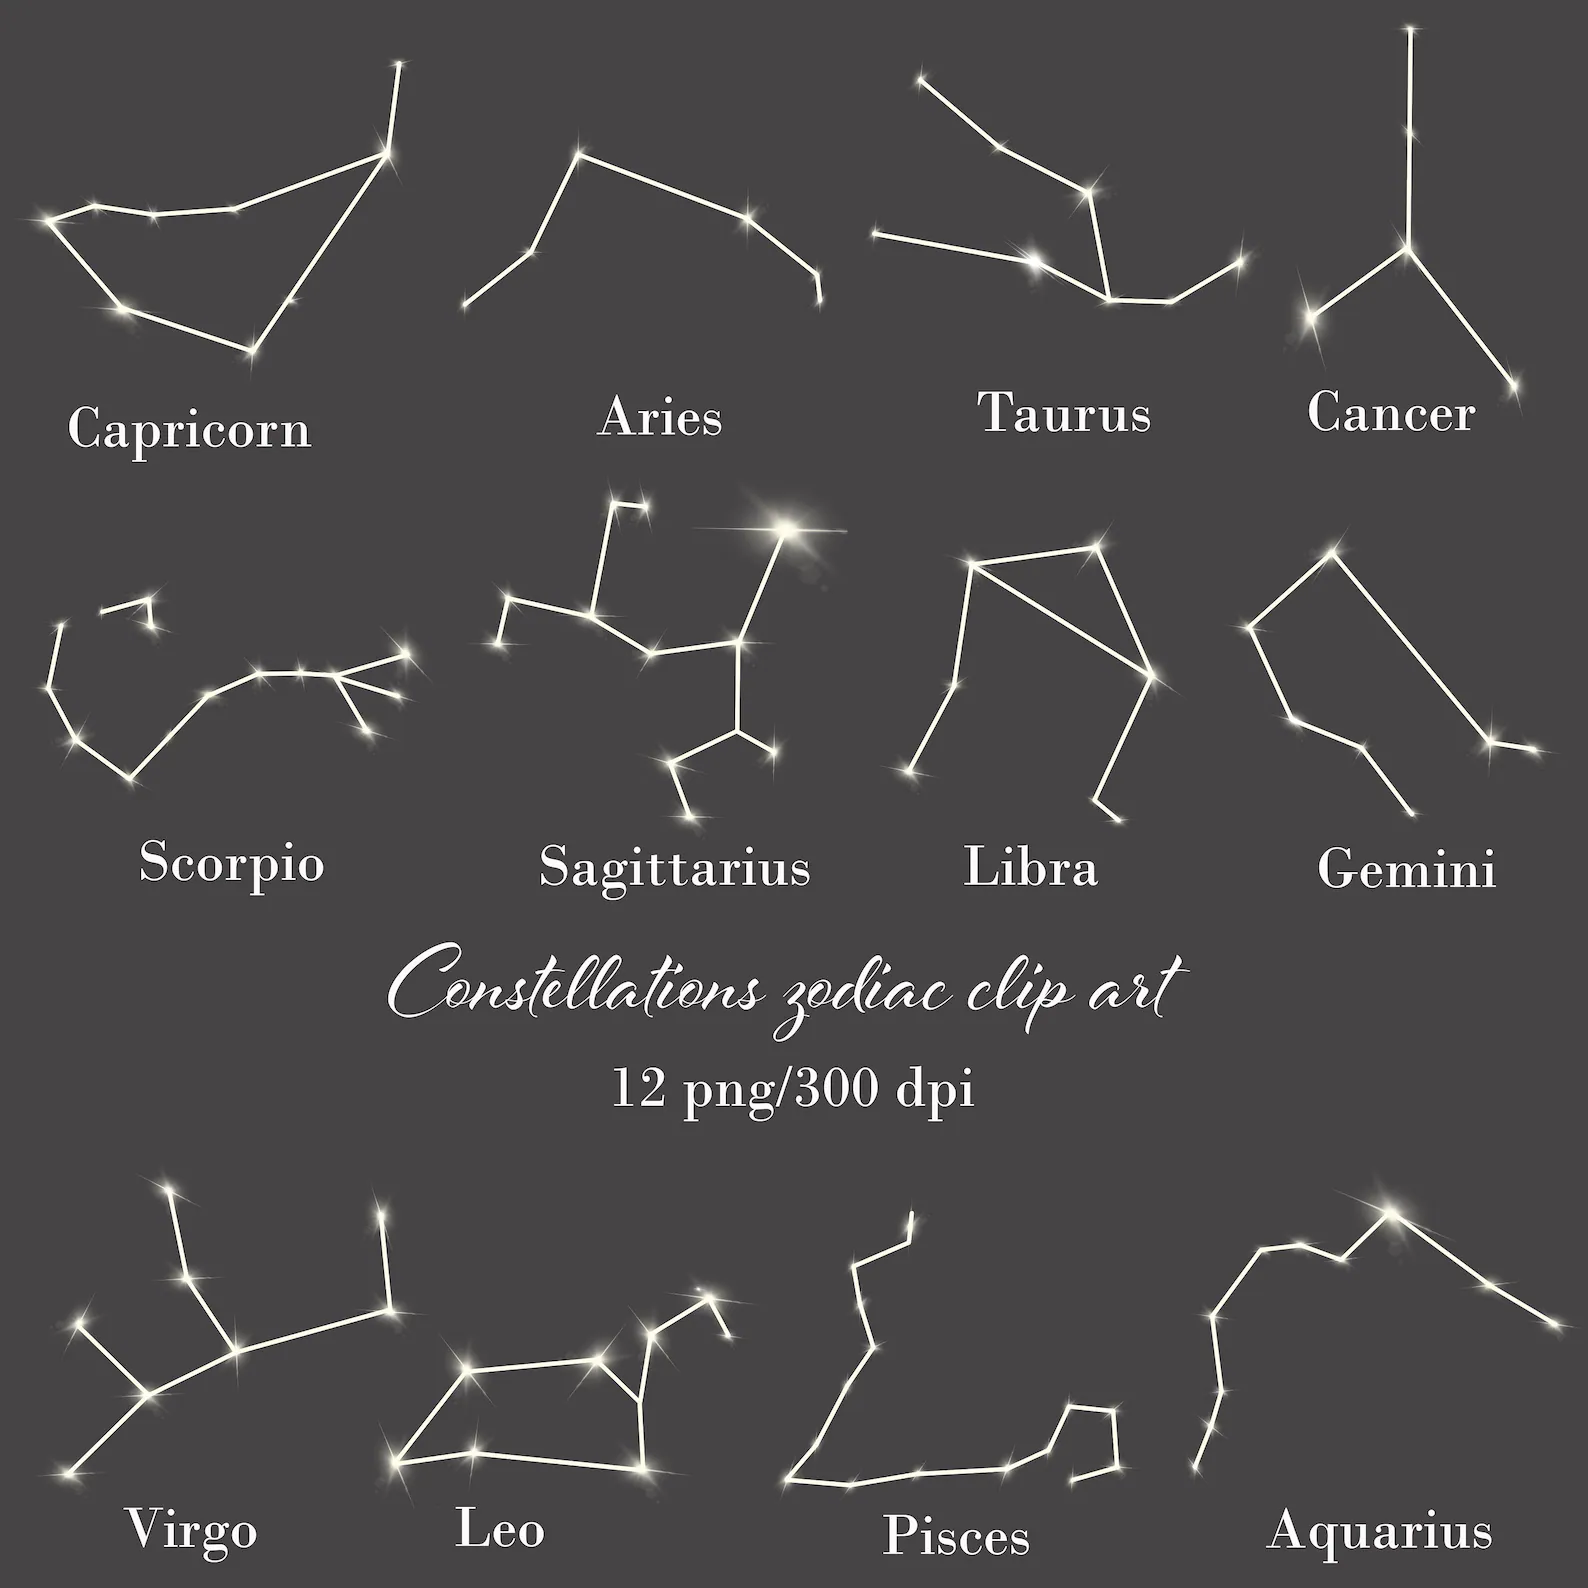 Capricorn
Aries
Taurus
Cancer
Scorpio
Sagittarius
Libra
Gemini
Constellations zodiac clip art
12 png/300 dpi
Virgo
Leo
Pisces
Aquarius